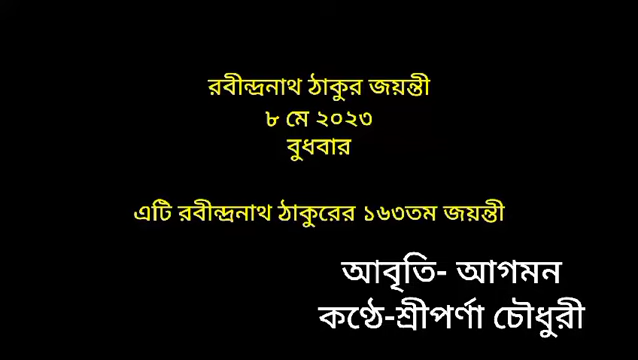 রবীন্দ্রনাথ ঠাকুর জয়ন্তী
৮ মে ২০২৩
বুধবার
এটি রবীন্দ্রনাথ ঠাকুরের ১৬৩তম জয়ন্তী
আবৃতি- আগমন
কণ্ঠে-শ্রীপর্ণা চৌধুরী